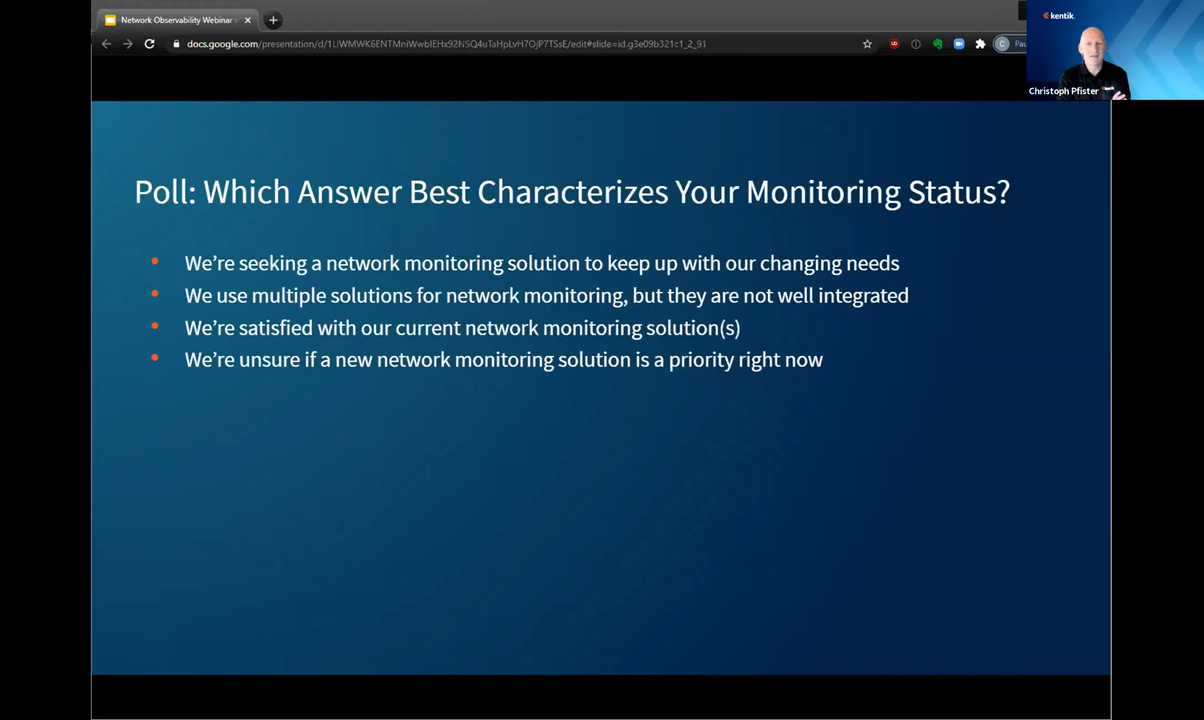 Network Observability Webinar
docs.google.com/presentation/d/1LlWMWK6ENTMniWwbIEHx92NSQ4uTaHpLvH7OjP7TSsE/edit#slide=id.g3e09b321c1_2_91
C Pau
kentik
Christoph Pfister
Poll: Which Answer Best Characterizes Your Monitoring Status?
• We’re seeking a network monitoring solution to keep up with our changing needs
• We use multiple solutions for network monitoring, but they are not well integrated
• We’re satisfied with our current network monitoring solution(s)
• We’re unsure if a new network monitoring solution is a priority right now